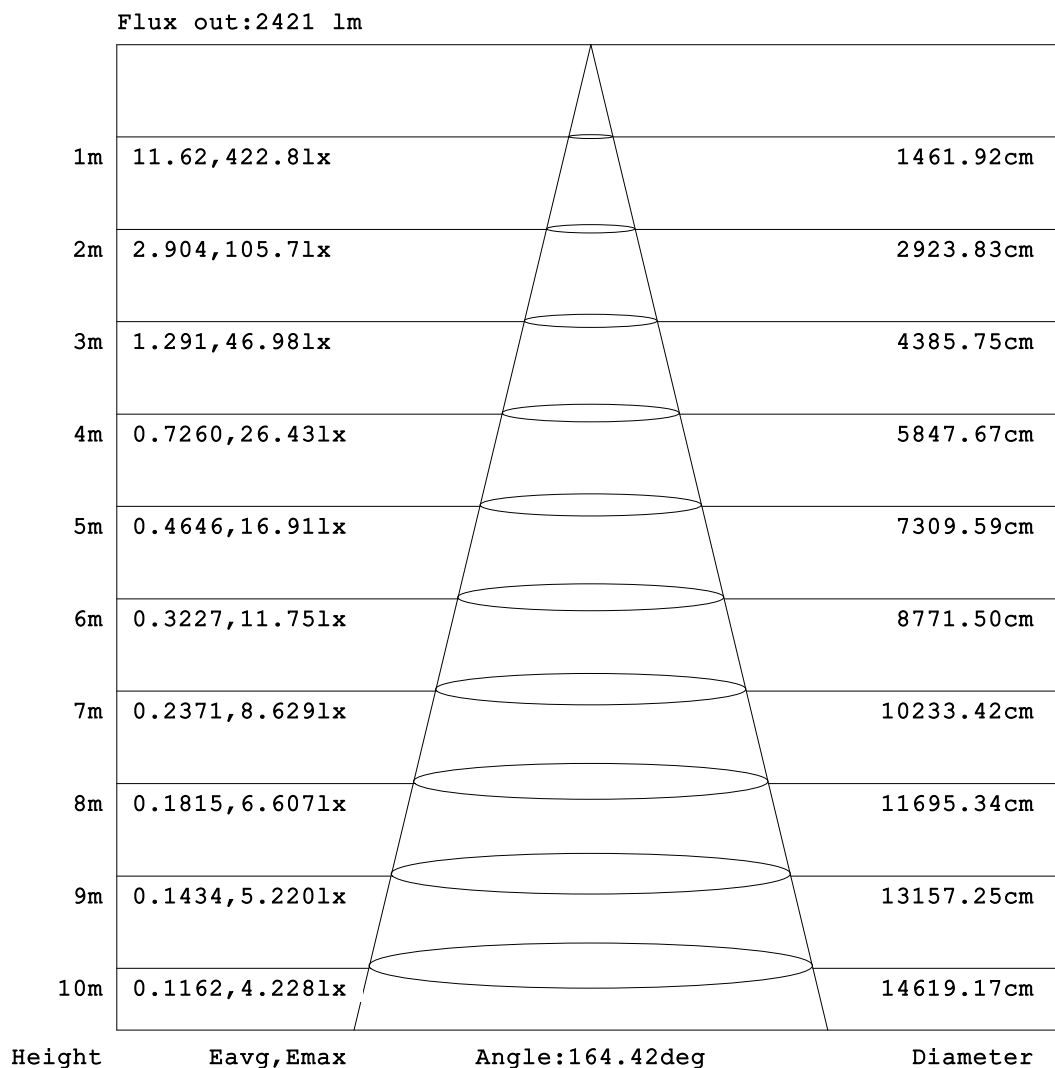 Flux out:2421 lm
1m 11.62,422.8lx 1461.92cm
2m 2.904,105.7lx 2923.83cm
3m 1.291,46.98lx 4385.75cm
4m 0.7260,26.43lx 5847.67cm
5m 0.4646,16.91lx 7309.59cm
6m 0.3227,11.75lx 8771.50cm
7m 0.2371,8.629lx 10233.42cm
8m 0.1815,6.607lx 11695.34cm
9m 0.1434,5.220lx 13157.25cm
10m 0.1162,4.228lx 14619.17cm
Height Eavg,Emax Angle:164.42deg Diameter